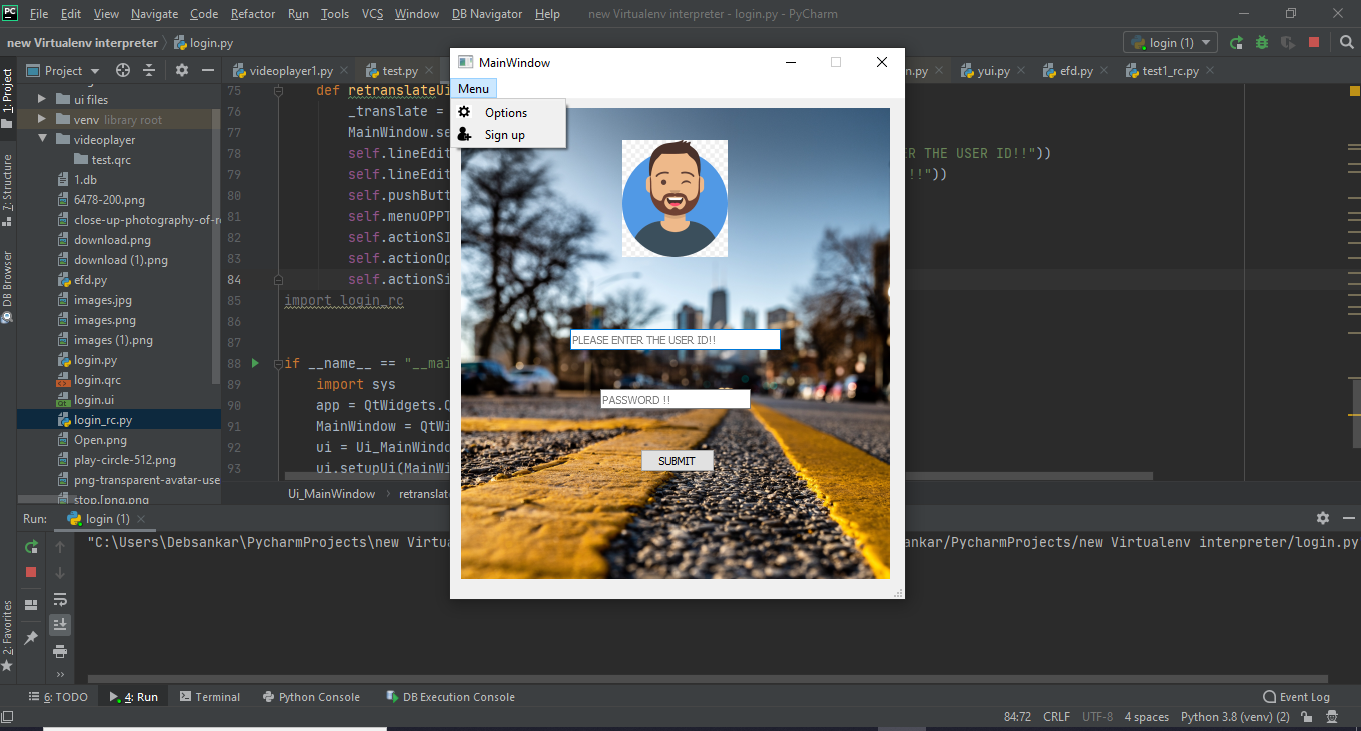 PC File Edit View Navigate Code Refactor Run Tools VCS Window DB Navigator Help new Virtualenv interpreter - login.py - PyCharm
new Virtualenv interpreter login.py login (1)
1: Project
7: Structure
DB Browser
2: Favorites
Project
videoplayer1.py test.py yui.py efd.py test1_rc.py
ui files
venv library root
videoplayer
test.qrc
1.db
6478-200.png
close-up-photography-of-r
download.png
download (1).png
efd.py
images.jpg
images.png
images (1).png
login.py
login.qrc
login.ui
login_rc.py
Open.png
play-circle-512.png
png-transparent-avatar-use
stop.[png.png
75 def retranslateUi
76 _translate =
77 MainWindow.se
78 self.lineEdit ER THE USER ID!!"))
79 self.lineEdit !!"))
80 self.pushButt
81 self.menuOPPT
82 self.actionSI
83 self.actionOp
84 self.actionSi
85 import login_rc
86
87
88 if __name__ == "__mai
89 import sys
90 app = QtWidgets.Q
91 MainWindow = QtWi
92 ui = Ui_MainWindo
93 ui.setupUi(MainWi
Ui_MainWindow retranslate
MainWindow
Menu
Options
Sign up
PLEASE ENTER THE USER ID!!
PASSWORD !!
SUBMIT
Run: login (1)
"C:\Users\Debsankar\PycharmProjects\new Virtua ankar/PycharmProjects/new Virtualenv interpreter/login.py
6: TODO 4: Run Terminal Python Console DB Execution Console Event Log
84:72 CRLF UTF-8 4 spaces Python 3.8 (venv) (2)